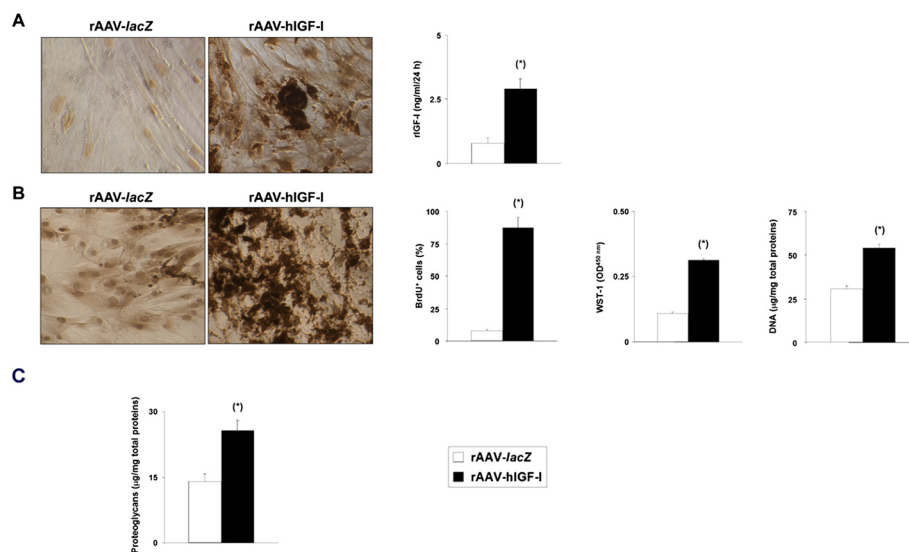 A
rAAV-lacZ
rAAV-hIGF-I
rIGF-I (ng/ml/24 h)
5
2.5
0
(*)
B
rAAV-lacZ
rAAV-hIGF-I
BrdU⁺ cells (%)
100
75
50
25
0
(*)
WST-1 (OD⁴⁵⁰ ⁿᵐ)
0.50
0.25
0
(*)
DNA (µg/mg total proteins)
75
50
25
0
(*)
C
Proteoglycans (µg/mg total proteins)
30
15
0
(*)
rAAV-lacZ
rAAV-hIGF-I